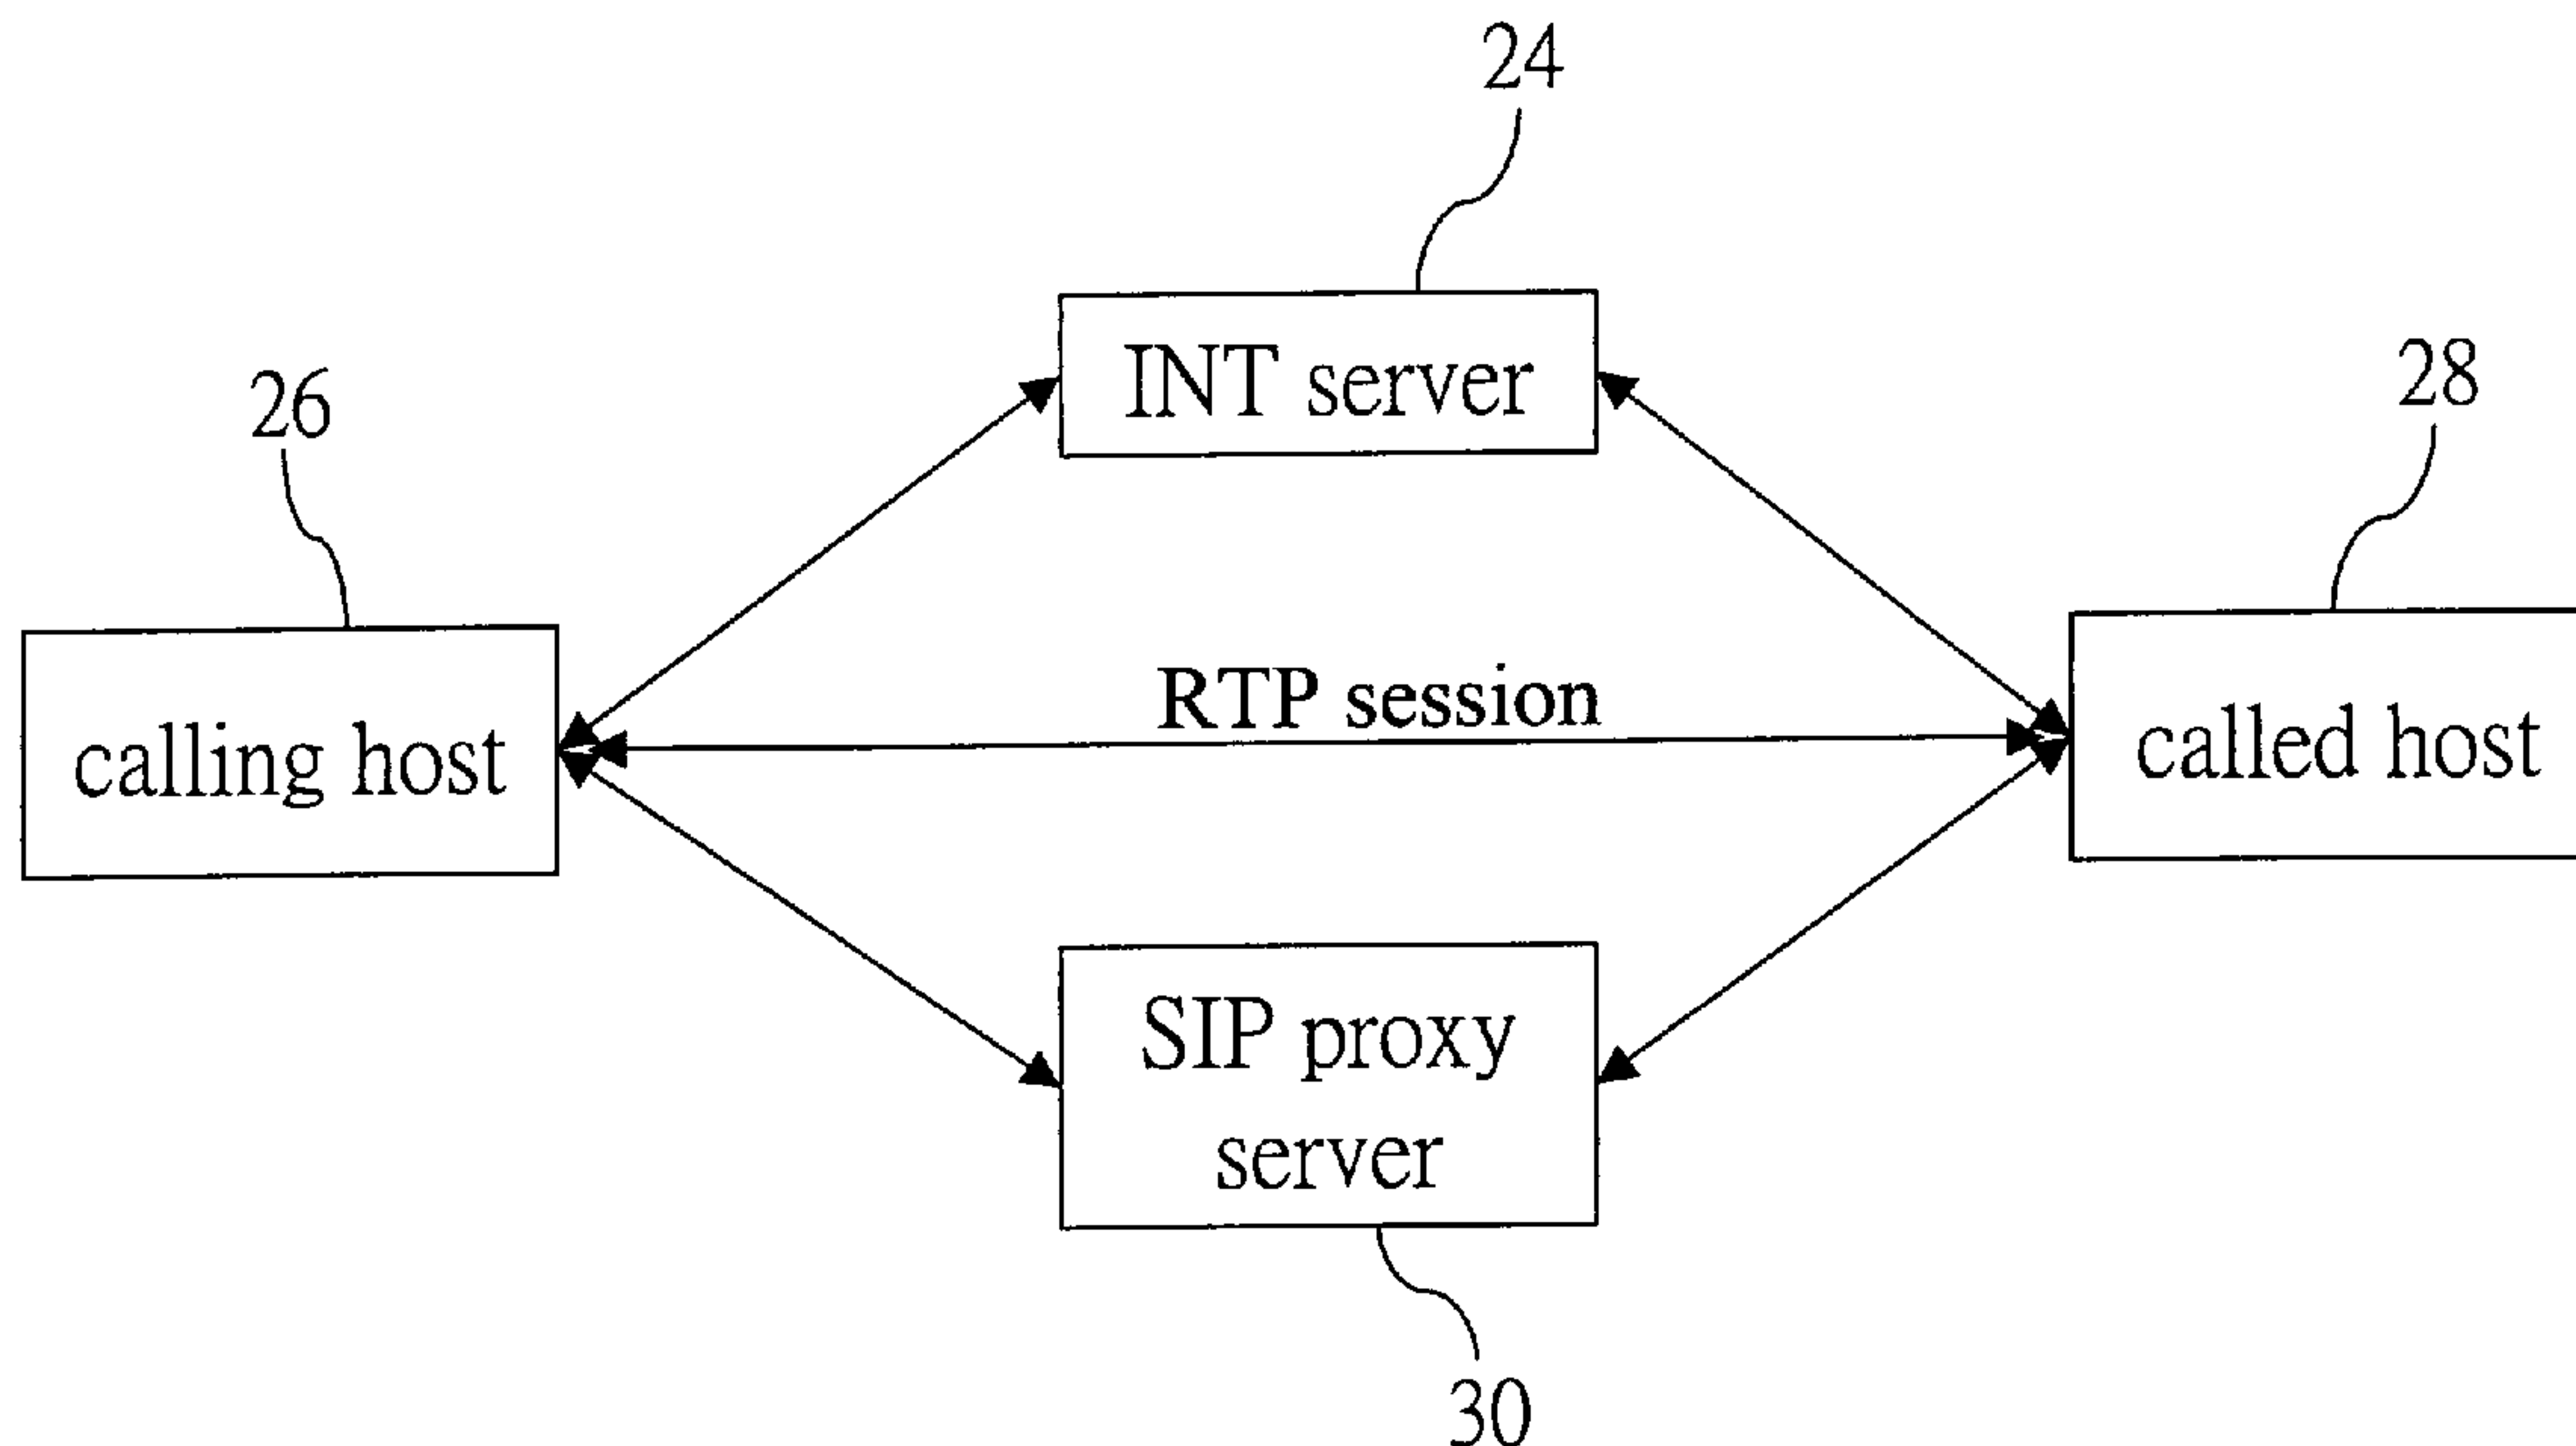 24
INT server
26
28
RTP session
calling host
called host
SIP proxy
server
30